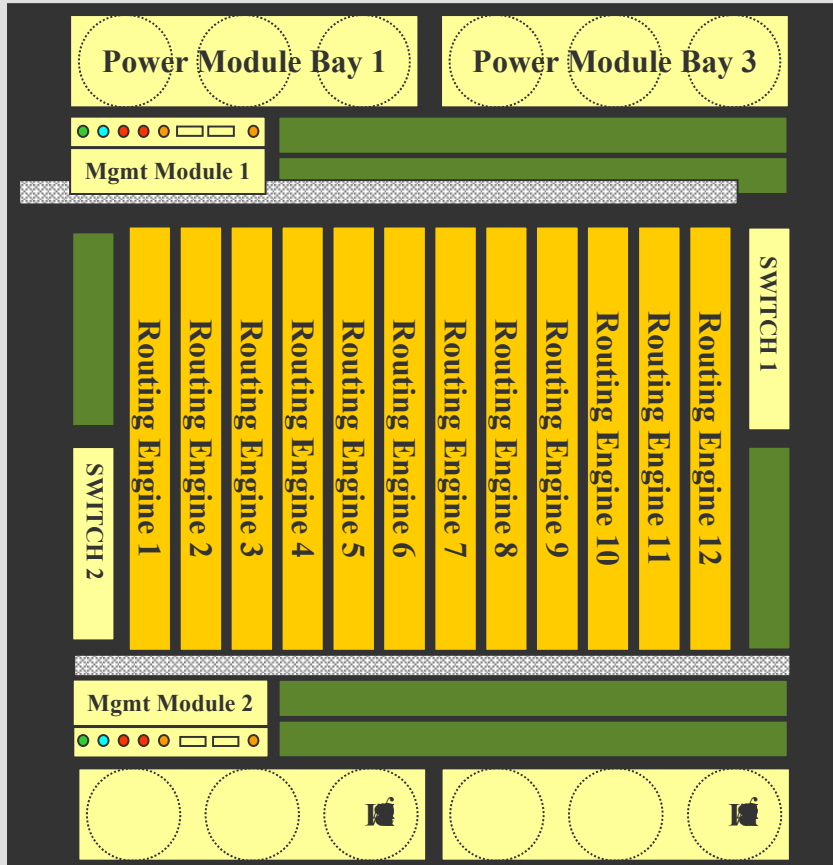 Power Module Bay 1
Power Module Bay 3
Mgmt Module 1
Routing Engine 1
Routing Engine 2
Routing Engine 3
Routing Engine 4
Routing Engine 5
Routing Engine 6
Routing Engine 7
Routing Engine 8
Routing Engine 9
Routing Engine 10
Routing Engine 11
Routing Engine 12
SWITCH 1
SWITCH 2
Mgmt Module 2